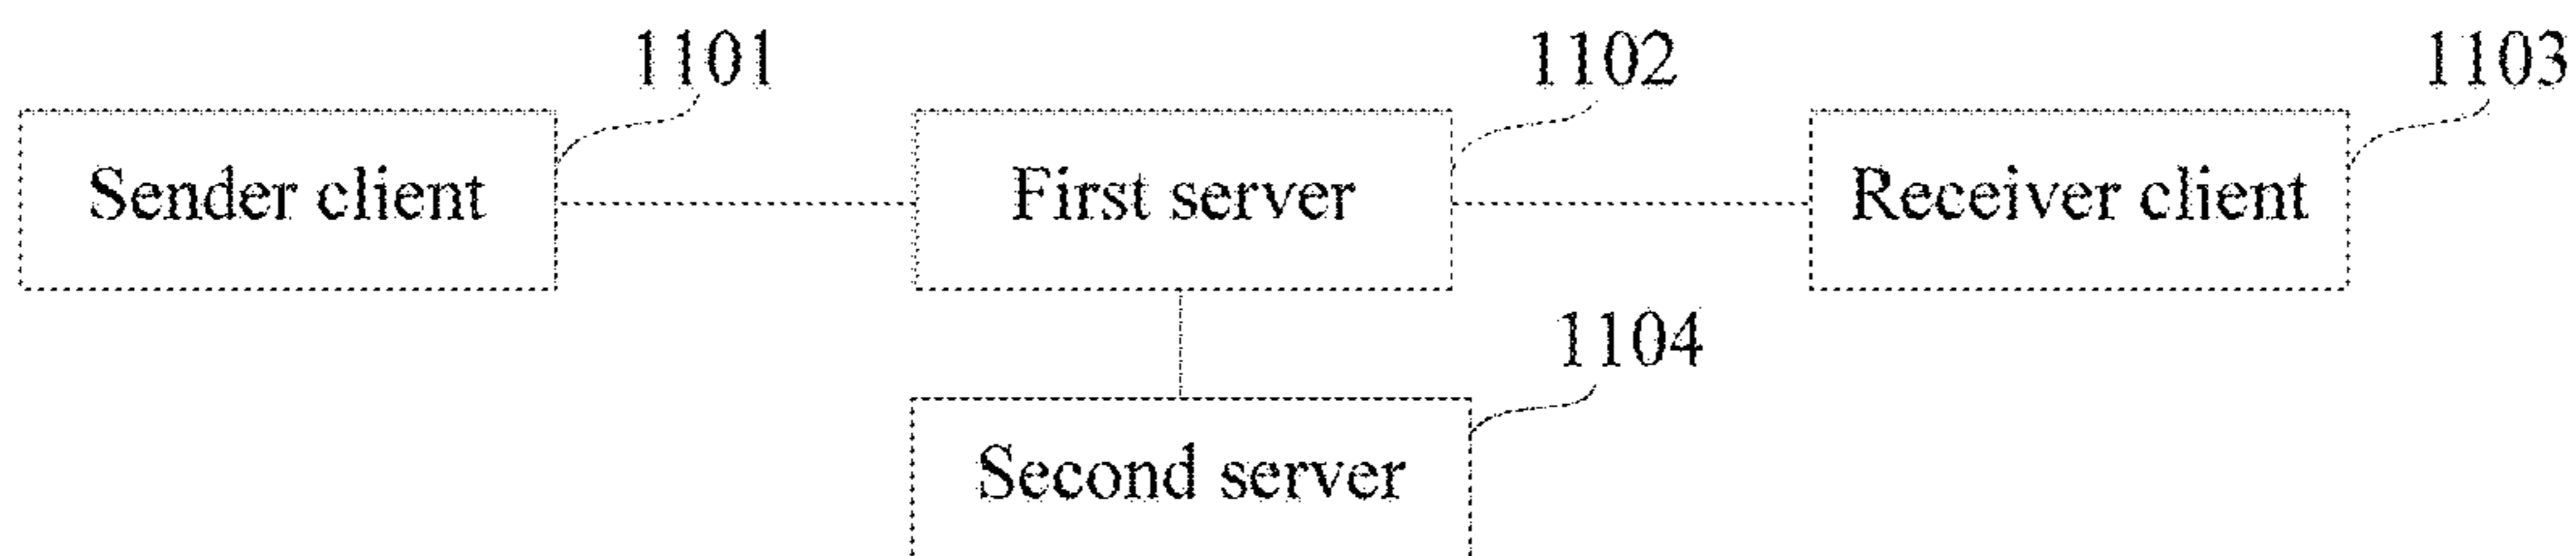 1101 1102 1103
Sender client First server Receiver client
1104
Second server